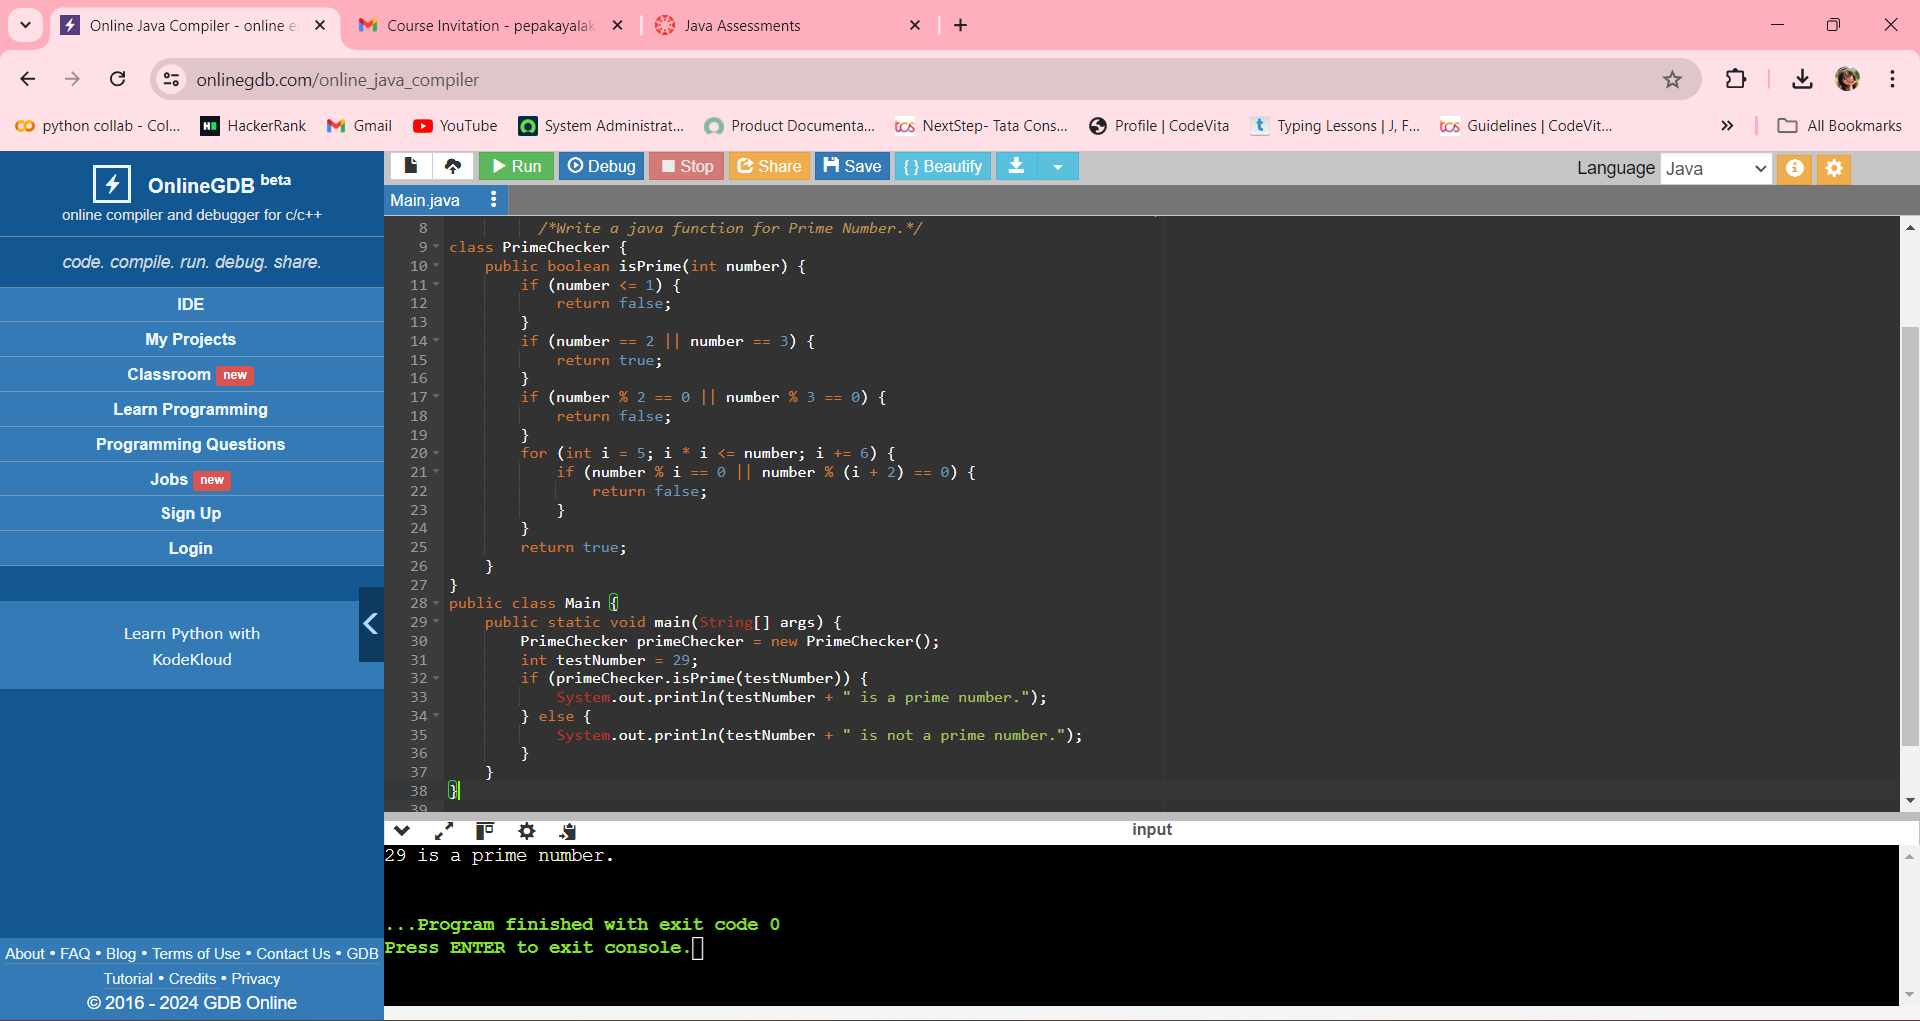 Online Java Compiler - online e
Course Invitation - pepakayalak
Java Assessments
onlinegdb.com/online_java_compiler
python collab - Col...
HackerRank
Gmail
YouTube
System Administrat...
Product Documenta...
NextStep- Tata Cons...
Profile | CodeVita
Typing Lessons | J, F...
Guidelines | CodeVit...
All Bookmarks
OnlineGDB beta
online compiler and debugger for c/c++
code. compile. run. debug. share.
IDE
My Projects
Classroom new
Learn Programming
Programming Questions
Jobs new
Sign Up
Login
Learn Python with
KodeKloud
About • FAQ • Blog • Terms of Use • Contact Us • GDB
Tutorial • Credits • Privacy
© 2016 - 2024 GDB Online
Run Debug Stop Share Save { } Beautify
Language Java
Main.java
8 /*Write a java function for Prime Number.*/
9 class PrimeChecker {
10 public boolean isPrime(int number) {
11 if (number <= 1) {
12 return false;
13 }
14 if (number == 2 || number == 3) {
15 return true;
16 }
17 if (number % 2 == 0 || number % 3 == 0) {
18 return false;
19 }
20 for (int i = 5; i * i <= number; i += 6) {
21 if (number % i == 0 || number % (i + 2) == 0) {
22 return false;
23 }
24 }
25 return true;
26 }
27 }
28 public class Main {
29 public static void main(String[] args) {
30 PrimeChecker primeChecker = new PrimeChecker();
31 int testNumber = 29;
32 if (primeChecker.isPrime(testNumber)) {
33 System.out.println(testNumber + " is a prime number.");
34 } else {
35 System.out.println(testNumber + " is not a prime number.");
36 }
37 }
38 }
39
input
29 is a prime number.
...Program finished with exit code 0
Press ENTER to exit console.